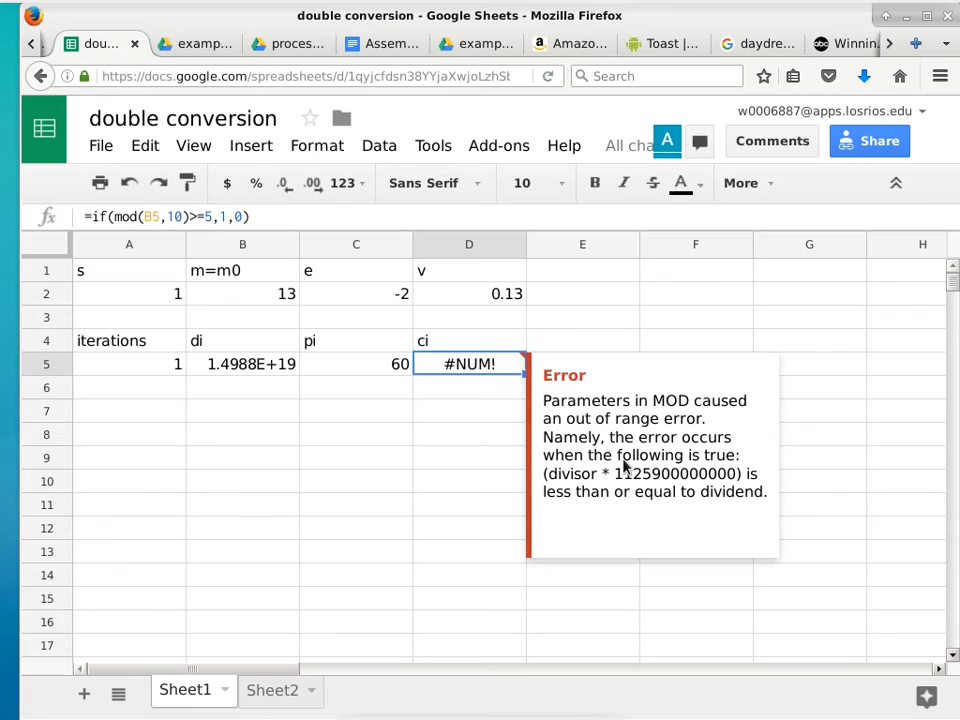 double conversion - Google Sheets - Mozilla Firefox
dou... examp... proces... Assem... examp... Amazo... Toast |... daydre... Winnin
https://docs.google.com/spreadsheets/d/1qyjcfdsn38YYjaXwjoLzhSb Search
double conversion w0006887@apps.losrios.edu
File Edit View Insert Format Data Tools Add-ons Help All cha A Comments Share
$ % .0 .00 123 Sans Serif 10 B I S A More
fx =if(mod(B5,10)>=5,1,0)
A B C D E F G H
1 s m=m0 e v
2 1 13 -2 0.13
3
4 iterations di pi ci
5 1 1.4988E+19 60 #NUM!
6
7
8
9
10
11
12
13
14
15
16
17
Error
Parameters in MOD caused
an out of range error.
Namely, the error occurs
when the following is true:
(divisor * 1125900000000) is
less than or equal to dividend.
Sheet1 Sheet2